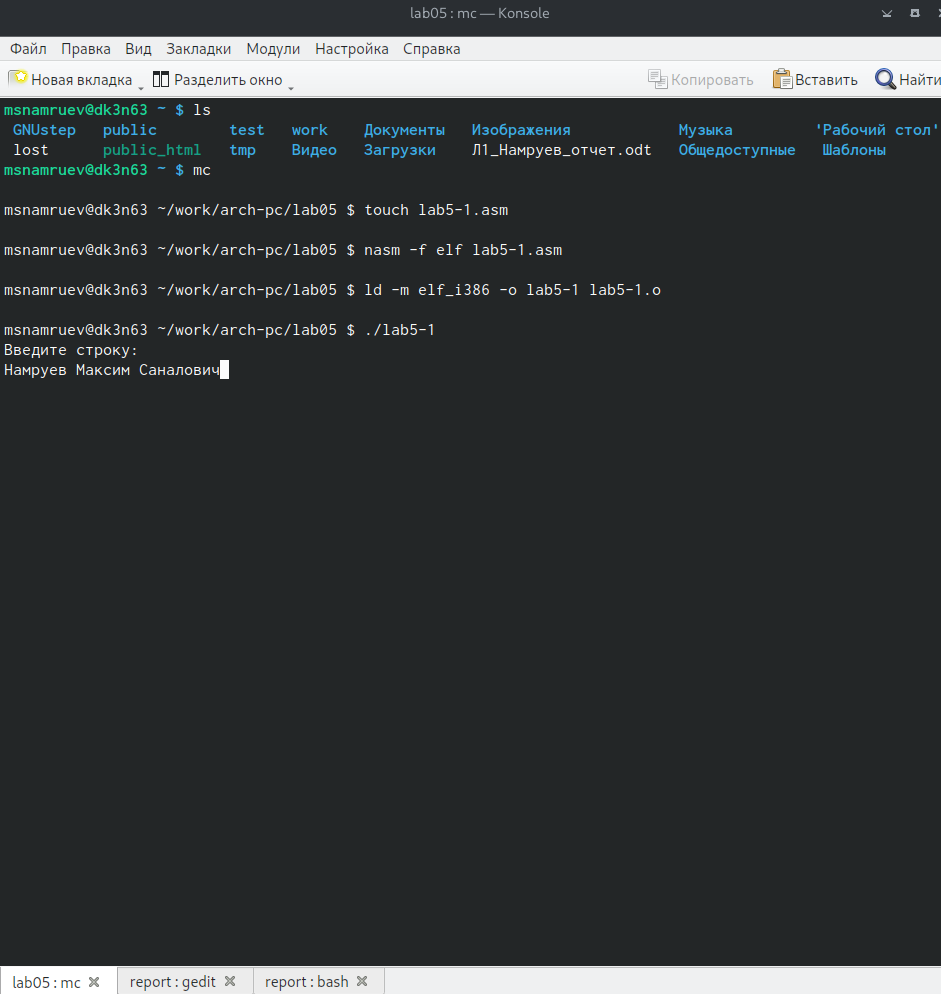 lab05 : mc — Konsole
Файл Правка Вид Закладки Модули Настройка Справка
Новая вкладка Разделить окно Копировать Вставить Найти
msnamruev@dk3n63 ~ $ ls
GNUstep public test work Документы Изображения Музыка 'Рабочий стол'
lost public_html tmp Видео Загрузки Л1_Намруев_отчет.odt Общедоступные Шаблоны
msnamruev@dk3n63 ~ $ mc
msnamruev@dk3n63 ~/work/arch-pc/lab05 $ touch lab5-1.asm
msnamruev@dk3n63 ~/work/arch-pc/lab05 $ nasm -f elf lab5-1.asm
msnamruev@dk3n63 ~/work/arch-pc/lab05 $ ld -m elf_i386 -o lab5-1 lab5-1.o
msnamruev@dk3n63 ~/work/arch-pc/lab05 $ ./lab5-1
Введите строку:
Намруев Максим Саналович
lab05 : mc report : gedit report : bash